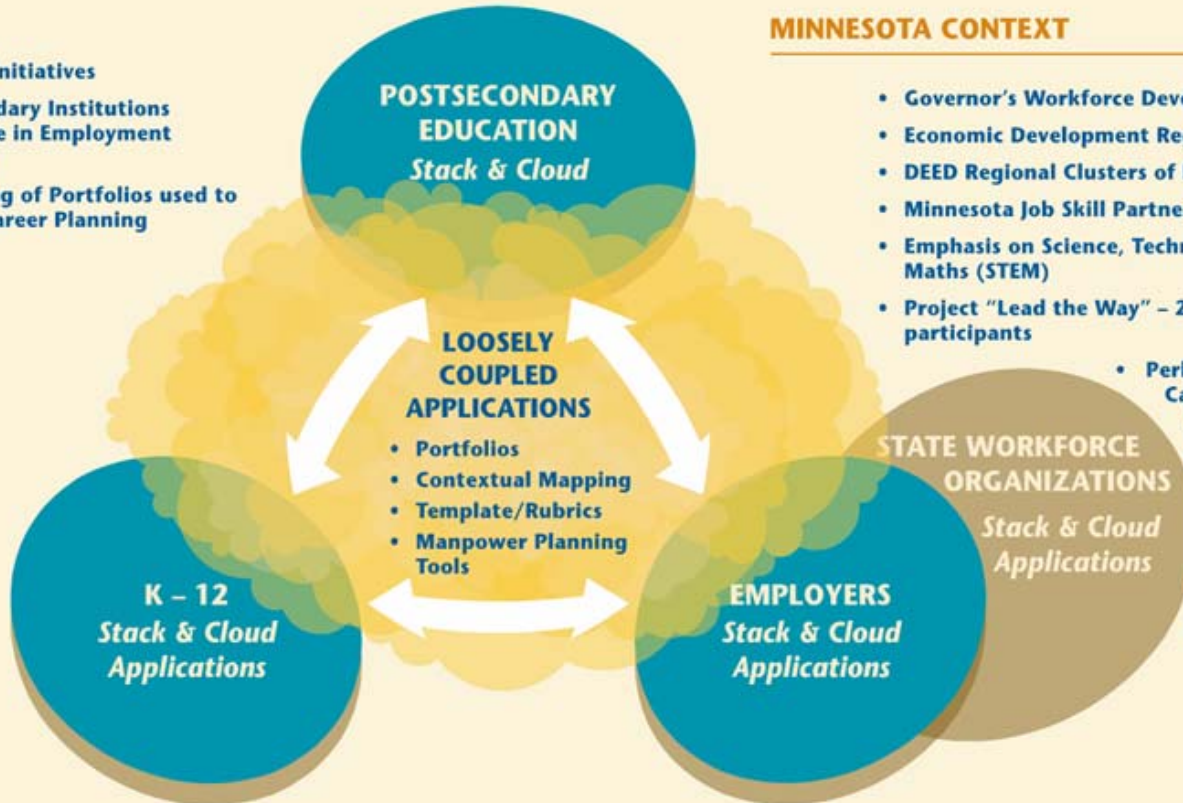 nitiatives
dary Institutions
e in Employment
g of Portfolios used to
areer Planning
POSTSECONDARY
EDUCATION
Stack & Cloud
MINNESOTA CONTEXT
• Governor's Workforce Deve
• Economic Development Re
• DEED Regional Clusters of
• Minnesota Job Skill Partne
• Emphasis on Science, Techn
Maths (STEM)
• Project "Lead the Way" – 2
participants
• Perk
Ca
LOOSELY
COUPLED
APPLICATIONS
• Portfolios
• Contextual Mapping
• Template/Rubrics
• Manpower Planning
Tools
STATE WORKFORCE
ORGANIZATIONS
Stack & Cloud
Applications
K – 12
Stack & Cloud
Applications
EMPLOYERS
Stack & Cloud
Applications